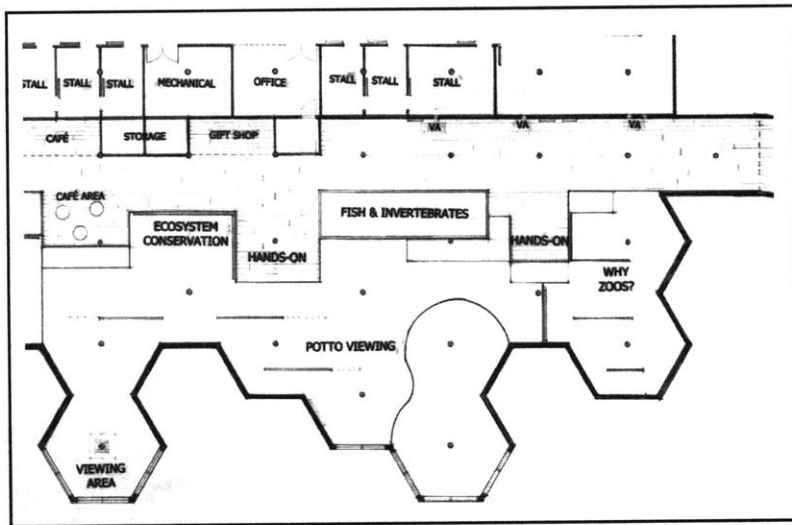 STALL
STALL
STALL
MECHANICAL
OFFICE
STALL
STALL
STALL
CAFÉ
STORAGE
GIFT SHOP
VA
VA
VA
CAFÉ AREA
ECOSYSTEM
CONSERVATION
HANDS-ON
FISH & INVERTEBRATES
HANDS-ON
WHY
ZOOS?
POTTO VIEWING
VIEWING
AREA